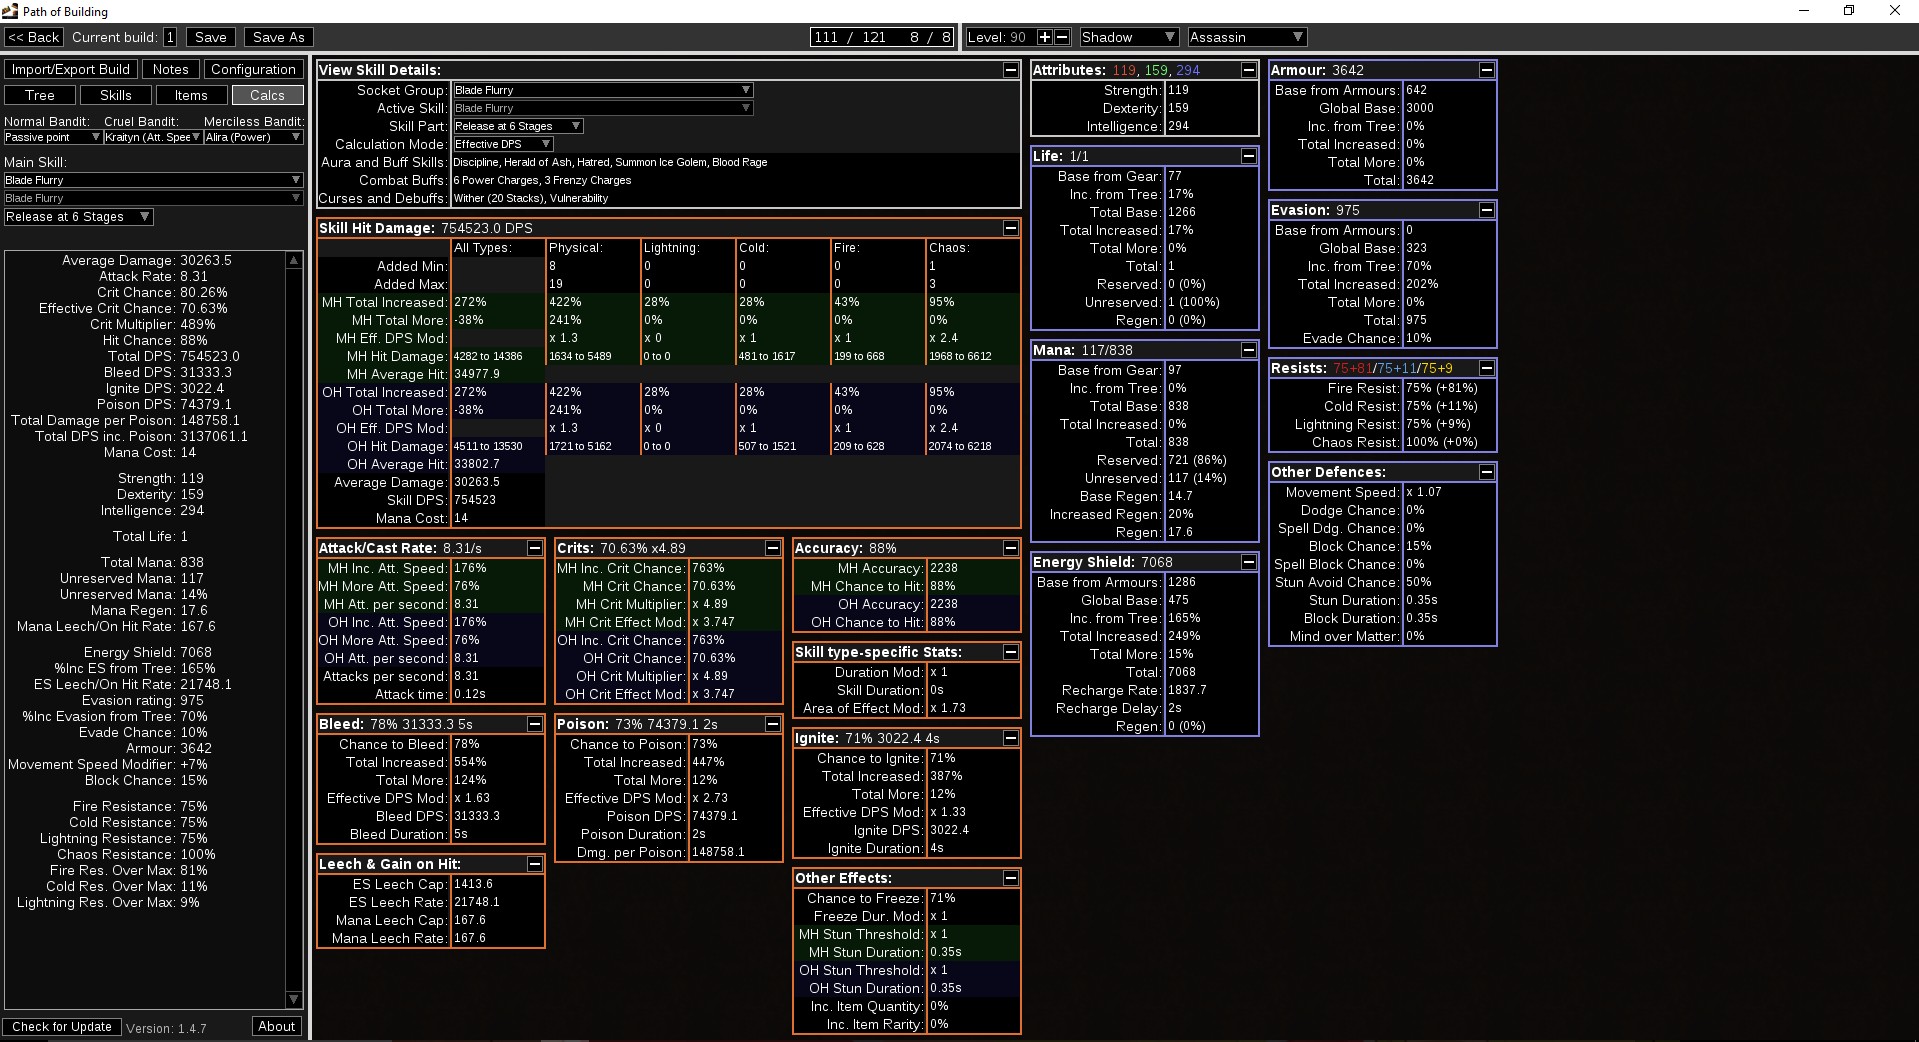 Path of Building
<< Back Current build: 1 Save Save As 111 / 121 8 / 8 Level: 90 Shadow Assassin
Import/Export Build Notes Configuration
Tree Skills Items Calcs
Normal Bandit: Cruel Bandit: Merciless Bandit:
Passive point Kraityn (Att. Spee Alira (Power)
Main Skill:
Blade Flurry
Blade Flurry
Release at 6 Stages
Average Damage: 30263.5
Attack Rate: 8.31
Crit Chance: 80.26%
Effective Crit Chance: 70.63%
Crit Multiplier: 489%
Hit Chance: 88%
Total DPS: 754523.0
Bleed DPS: 31333.3
Ignite DPS: 3022.4
Poison DPS: 74379.1
Total Damage per Poison: 148758.1
Total DPS inc. Poison: 3137061.1
Mana Cost: 14
Strength: 119
Dexterity: 159
Intelligence: 294
Total Life: 1
Total Mana: 838
Unreserved Mana: 117
Unreserved Mana: 14%
Mana Regen: 17.6
Mana Leech/On Hit Rate: 167.6
Energy Shield: 7068
%Inc ES from Tree: 165%
ES Leech/On Hit Rate: 21748.1
Evasion rating: 975
%Inc Evasion from Tree: 70%
Evade Chance: 10%
Armour: 3642
Movement Speed Modifier: +7%
Block Chance: 15%
Fire Resistance: 75%
Cold Resistance: 75%
Lightning Resistance: 75%
Chaos Resistance: 100%
Fire Res. Over Max: 81%
Cold Res. Over Max: 11%
Lightning Res. Over Max: 9%
Check for Update Version: 1.4.7 About
View Skill Details:
Socket Group: Blade Flurry
Active Skill: Blade Flurry
Skill Part: Release at 6 Stages
Calculation Mode: Effective DPS
Aura and Buff Skills: Discipline, Herald of Ash, Hatred, Summon Ice Golem, Blood Rage
Combat Buffs: 6 Power Charges, 3 Frenzy Charges
Curses and Debuffs: Wither (20 Stacks), Vulnerability
Skill Hit Damage: 754523.0 DPS
All Types: Physical: Lightning: Cold: Fire: Chaos:
Added Min: 8 0 0 0 1
Added Max: 19 0 0 0 3
MH Total Increased: 272% 422% 28% 28% 43% 95%
MH Total More: -38% 241% 0% 0% 0% 0%
MH Eff. DPS Mod: x 1.3 x 0 x 1 x 1 x 2.4
MH Hit Damage: 4282 to 14386 1634 to 5489 0 to 0 481 to 1617 199 to 668 1968 to 6612
MH Average Hit: 34977.9
OH Total Increased: 272% 422% 28% 28% 43% 95%
OH Total More: -38% 241% 0% 0% 0% 0%
OH Eff. DPS Mod: x 1.3 x 0 x 1 x 1 x 2.4
OH Hit Damage: 4511 to 13530 1721 to 5162 0 to 0 507 to 1521 209 to 628 2074 to 6218
OH Average Hit: 33802.7
Average Damage: 30263.5
Skill DPS: 754523
Mana Cost: 14
Attack/Cast Rate: 8.31/s
MH Inc. Att. Speed: 176%
MH More Att. Speed: 76%
MH Att. per second: 8.31
OH Inc. Att. Speed: 176%
OH More Att. Speed: 76%
OH Att. per second: 8.31
Attacks per second: 8.31
Attack time: 0.12s
Bleed: 78% 31333.3 5s
Chance to Bleed: 78%
Total Increased: 554%
Total More: 124%
Effective DPS Mod: x 1.63
Bleed DPS: 31333.3
Bleed Duration: 5s
Leech & Gain on Hit:
ES Leech Cap: 1413.6
ES Leech Rate: 21748.1
Mana Leech Cap: 167.6
Mana Leech Rate: 167.6
Crits: 70.63% x4.89
MH Inc. Crit Chance: 763%
MH Crit Chance: 70.63%
MH Crit Multiplier: x 4.89
MH Crit Effect Mod: x 3.747
OH Inc. Crit Chance: 763%
OH Crit Chance: 70.63%
OH Crit Multiplier: x 4.89
OH Crit Effect Mod: x 3.747
Poison: 73% 74379.1 2s
Chance to Poison: 73%
Total Increased: 447%
Total More: 12%
Effective DPS Mod: x 2.73
Poison DPS: 74379.1
Poison Duration: 2s
Dmg. per Poison: 148758.1
Accuracy: 88%
MH Accuracy: 2238
MH Chance to Hit: 88%
OH Accuracy: 2238
OH Chance to Hit: 88%
Skill type-specific Stats:
Duration Mod: x 1
Skill Duration: 0s
Area of Effect Mod: x 1.73
Ignite: 71% 3022.4 4s
Chance to Ignite: 71%
Total Increased: 387%
Total More: 12%
Effective DPS Mod: x 1.33
Ignite DPS: 3022.4
Ignite Duration: 4s
Other Effects:
Chance to Freeze: 71%
Freeze Dur. Mod: x 1
MH Stun Threshold: x 1
MH Stun Duration: 0.35s
OH Stun Threshold: x 1
OH Stun Duration: 0.35s
Inc. Item Quantity: 0%
Inc. Item Rarity: 0%
Attributes: 119, 159, 294
Strength: 119
Dexterity: 159
Intelligence: 294
Life: 1/1
Base from Gear: 77
Inc. from Tree: 17%
Total Base: 1266
Total Increased: 17%
Total More: 0%
Total: 1
Reserved: 0 (0%)
Unreserved: 1 (100%)
Regen: 0 (0%)
Mana: 117/838
Base from Gear: 97
Inc. from Tree: 0%
Total Base: 838
Total Increased: 0%
Total: 838
Reserved: 721 (86%)
Unreserved: 117 (14%)
Base Regen: 14.7
Increased Regen: 20%
Regen: 17.6
Energy Shield: 7068
Base from Armours: 1286
Global Base: 475
Inc. from Tree: 165%
Total Increased: 249%
Total More: 15%
Total: 7068
Recharge Rate: 1837.7
Recharge Delay: 2s
Regen: 0 (0%)
Armour: 3642
Base from Armours: 642
Global Base: 3000
Inc. from Tree: 0%
Total Increased: 0%
Total More: 0%
Total: 3642
Evasion: 975
Base from Armours: 0
Global Base: 323
Inc. from Tree: 70%
Total Increased: 202%
Total More: 0%
Total: 975
Evade Chance: 10%
Resists: 75+81/75+11/75+9
Fire Resist: 75% (+81%)
Cold Resist: 75% (+11%)
Lightning Resist: 75% (+9%)
Chaos Resist: 100% (+0%)
Other Defences:
Movement Speed: x 1.07
Dodge Chance: 0%
Spell Ddg. Chance: 0%
Block Chance: 15%
Spell Block Chance: 0%
Stun Avoid Chance: 50%
Stun Duration: 0.35s
Block Duration: 0.35s
Mind over Matter: 0%